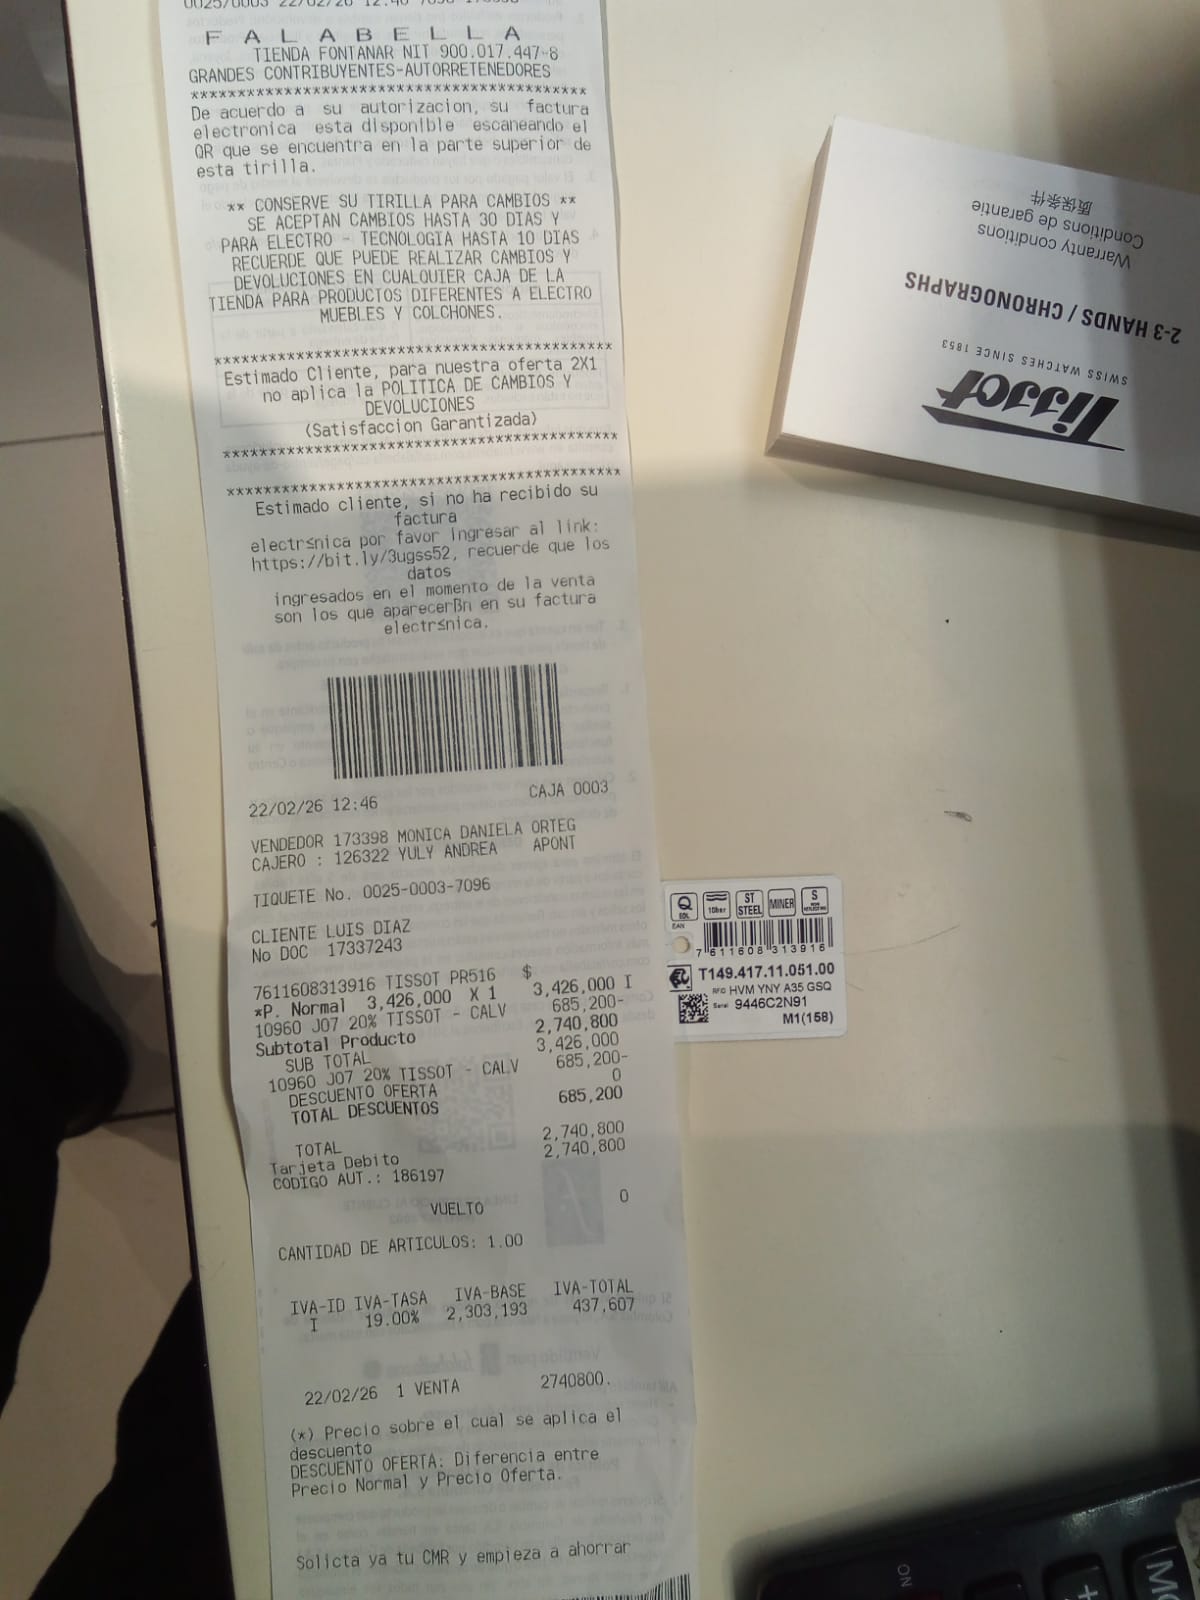 F A L A B E L L A
TIENDA FONTANAR NIT 900.017.447-8
GRANDES CONTRIBUYENTES-AUTORRETENEDORES
******************************************
De acuerdo a su autorizacion, su factura
electronica esta disponible escaneando el
QR que se encuentra en la parte superior de
esta tirilla.
** CONSERVE SU TIRILLA PARA CAMBIOS **
SE ACEPTAN CAMBIOS HASTA 30 DIAS Y
PARA ELECTRO - TECNOLOGIA HASTA 10 DIAS
RECUERDE QUE PUEDE REALIZAR CAMBIOS Y
DEVOLUCIONES EN CUALQUIER CAJA DE LA
TIENDA PARA PRODUCTOS DIFERENTES A ELECTRO
MUEBLES Y COLCHONES.
******************************************
Estimado Cliente, para nuestra oferta 2X1
no aplica la POLITICA DE CAMBIOS Y
DEVOLUCIONES
(Satisfaccion Garantizada)
******************************************
******************************************
Estimado cliente, si no ha recibido su
factura
electr≤nica por favor ingresar al link:
https://bit.ly/3ugss52, recuerde que los
datos
ingresados en el momento de la venta
son los que aparecerßn en su factura
electr≤nica.
22/02/26 12:46 CAJA 0003
VENDEDOR 173398 MONICA DANIELA ORTEG
CAJERO : 126322 YULY ANDREA APONT
TIQUETE No. 0025-0003-7096
CLIENTE LUIS DIAZ
No DOC 17337243
7611608313916 TISSOT PR516 $
*P. Normal 3,426,000 X 1 3,426,000 I
10960 J07 20% TISSOT - CALV 685,200-
Subtotal Producto 2,740,800
SUB TOTAL 3,426,000
10960 J07 20% TISSOT - CALV 685,200-
DESCUENTO OFERTA 0
TOTAL DESCUENTOS 685,200
TOTAL 2,740,800
Tarjeta Debito 2,740,800
CODIGO AUT.: 186197
VUELTO 0
CANTIDAD DE ARTICULOS: 1.00
IVA-ID IVA-TASA IVA-BASE IVA-TOTAL
I 19.00% 2,303,193 437,607
22/02/26 1 VENTA 2740800.
(*) Precio sobre el cual se aplica el
descuento
DESCUENTO OFERTA: Diferencia entre
Precio Normal y Precio Oferta.
Solicta ya tu CMR y empieza a ahorrar
TISSOT
SWISS WATCHES SINCE 1853
2-3 HANDS / CHRONOGRAPHS
Warranty conditions
Conditions de garantie
质保条件
Q
EOL
10bar
ST
STEEL
MINER
S
EAN
7 611608 313916
T149.417.11.051.00
RFID HVM YNY A35 GSQ
Serial 9446C2N91
M1(158)
ON
+